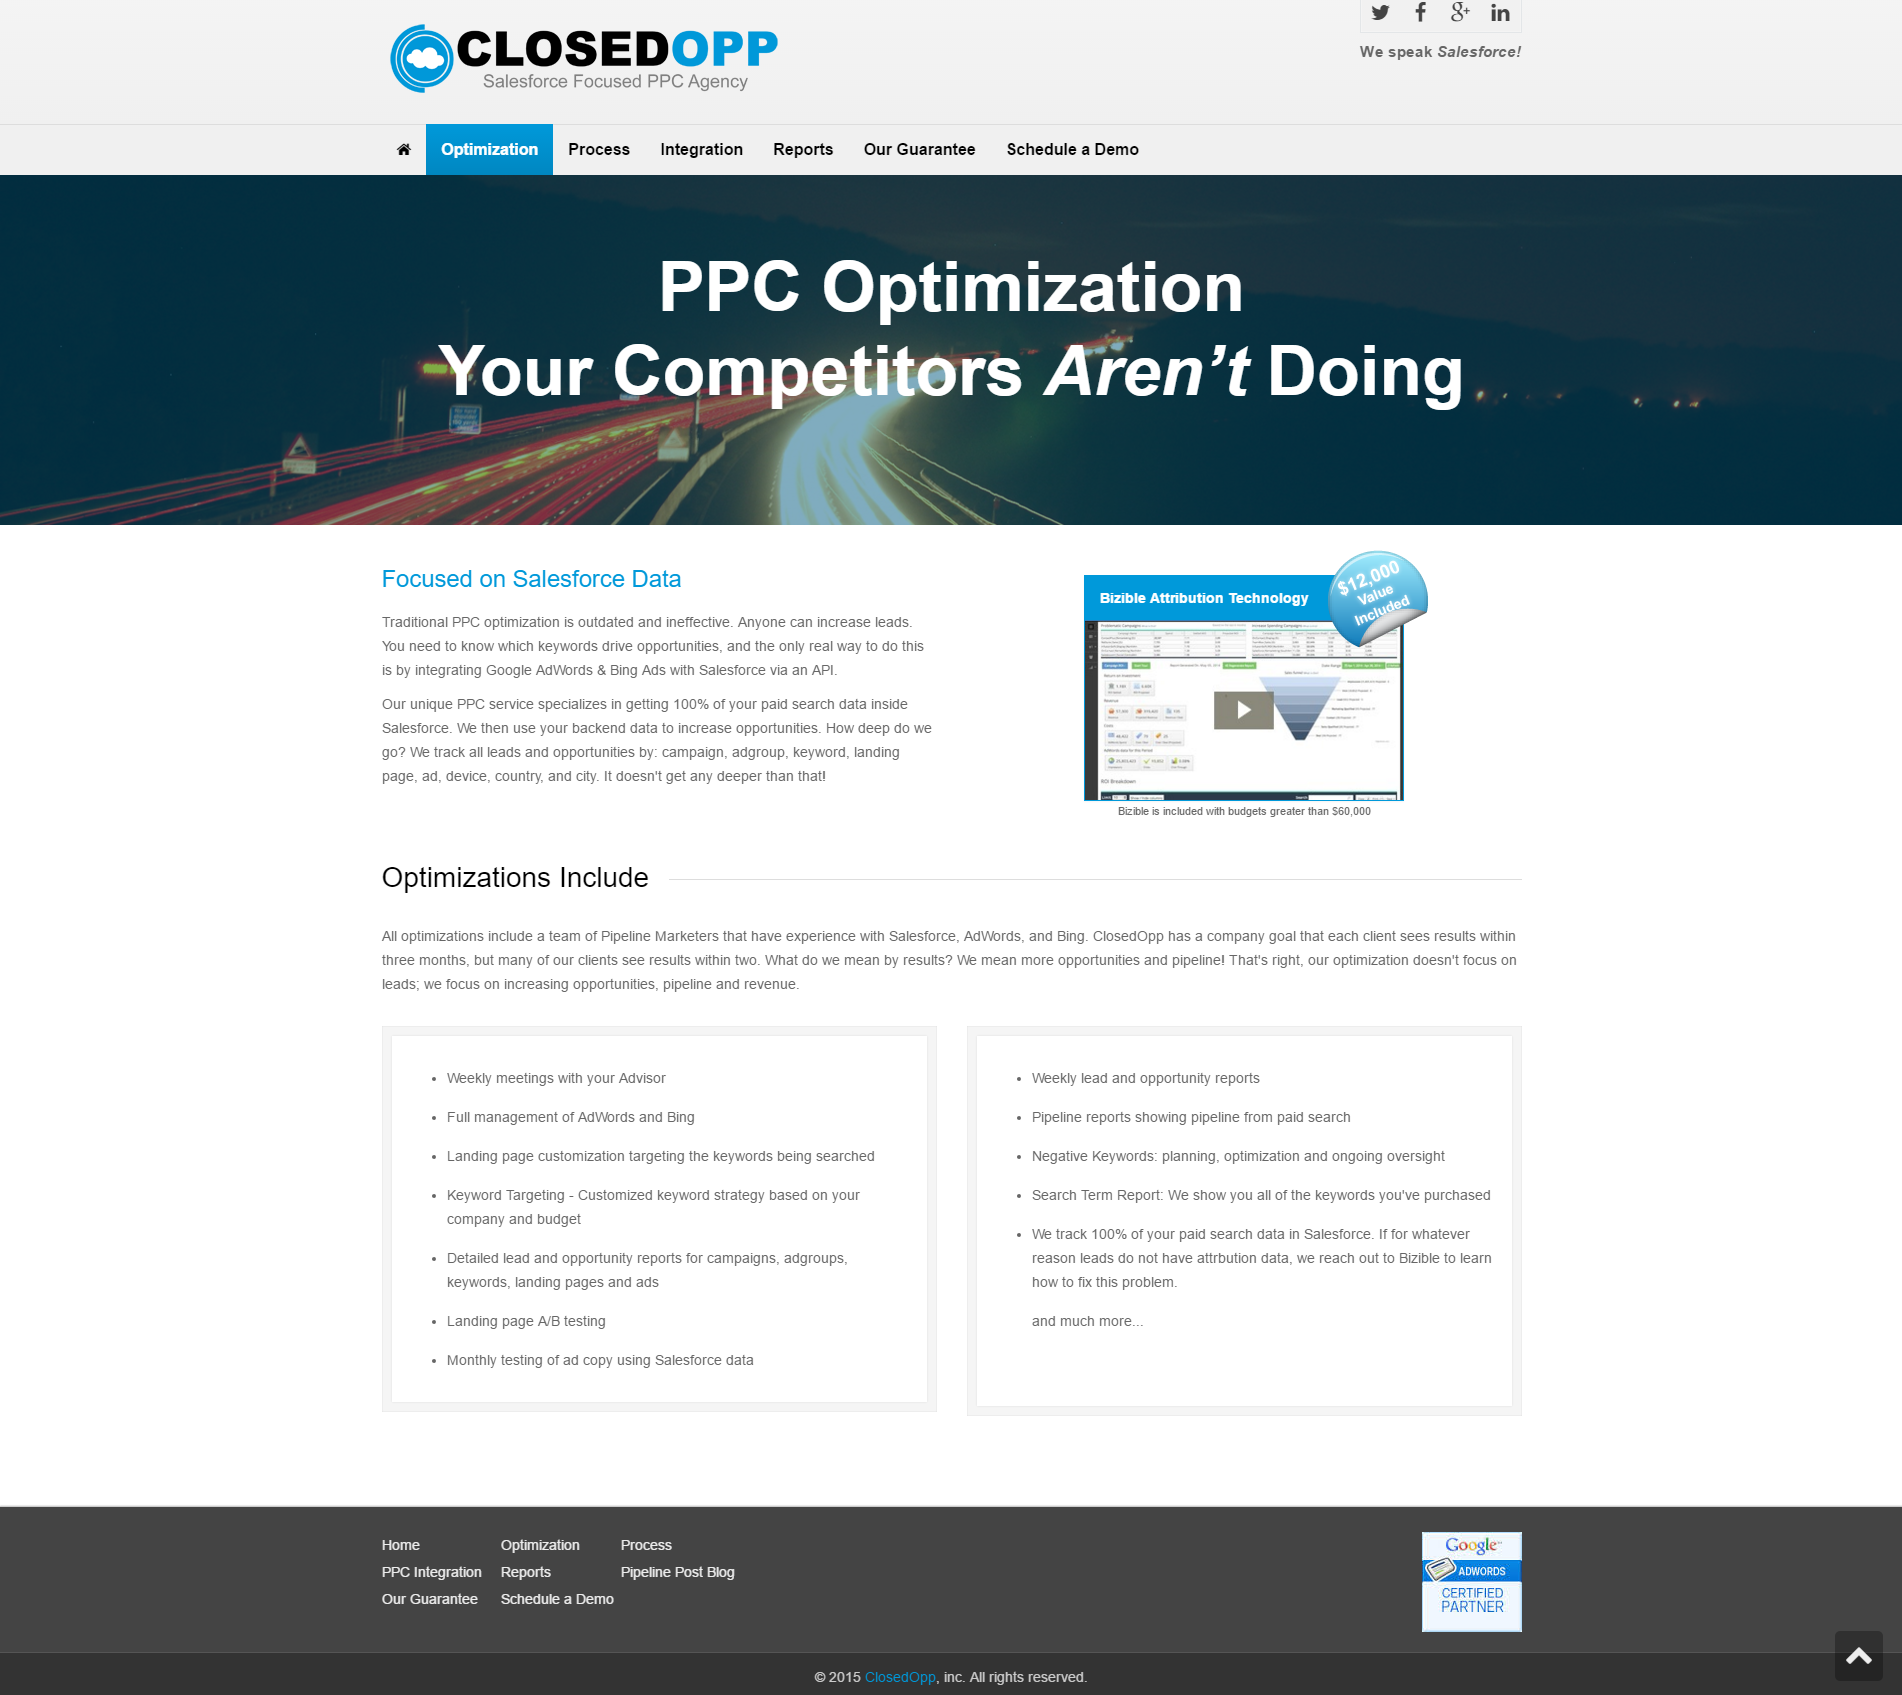 CLOSEDOPP
Salesforce Focused PPC Agency
We speak Salesforce!
Optimization
Process
Integration
Reports
Our Guarantee
Schedule a Demo
PPC Optimization
Your Competitors Aren’t Doing
Focused on Salesforce Data
Traditional PPC optimization is outdated and ineffective. Anyone can increase leads.
You need to know which keywords drive opportunities, and the only real way to do this
is by integrating Google AdWords & Bing Ads with Salesforce via an API.
Our unique PPC service specializes in getting 100% of your paid search data inside
Salesforce. We then use your backend data to increase opportunities. How deep do we
go? We track all leads and opportunities by: campaign, adgroup, keyword, landing
page, ad, device, country, and city. It doesn't get any deeper than that!
Bizible Attribution Technology
$12,000
Value
Included
ROI Breakdown
Bizible is included with budgets greater than $60,000
Optimizations Include
All optimizations include a team of Pipeline Marketers that have experience with Salesforce, AdWords, and Bing. ClosedOpp has a company goal that each client sees results within
three months, but many of our clients see results within two. What do we mean by results? We mean more opportunities and pipeline! That's right, our optimization doesn't focus on
leads; we focus on increasing opportunities, pipeline and revenue.
• Weekly meetings with your Advisor
• Full management of AdWords and Bing
• Landing page customization targeting the keywords being searched
• Keyword Targeting - Customized keyword strategy based on your
company and budget
• Detailed lead and opportunity reports for campaigns, adgroups,
keywords, landing pages and ads
• Landing page A/B testing
• Monthly testing of ad copy using Salesforce data
• Weekly lead and opportunity reports
• Pipeline reports showing pipeline from paid search
• Negative Keywords: planning, optimization and ongoing oversight
• Search Term Report: We show you all of the keywords you've purchased
• We track 100% of your paid search data in Salesforce. If for whatever
reason leads do not have attrbution data, we reach out to Bizible to learn
how to fix this problem.
and much more...
Home
Optimization
Process
PPC Integration
Reports
Pipeline Post Blog
Our Guarantee
Schedule a Demo
Google™
ADWORDS
CERTIFIED
PARTNER
© 2015 ClosedOpp, inc. All rights reserved.